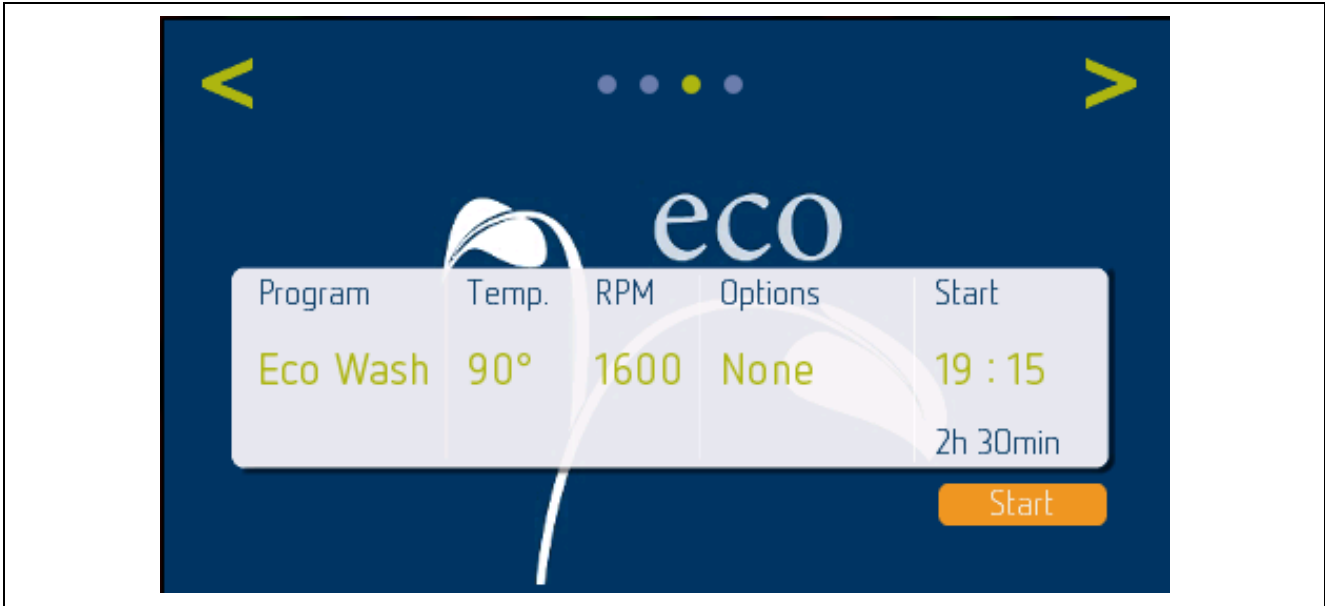 < >
eco
Program Temp. RPM Options Start
Eco Wash 90° 1600 None 19 : 15
2h 30min
Start